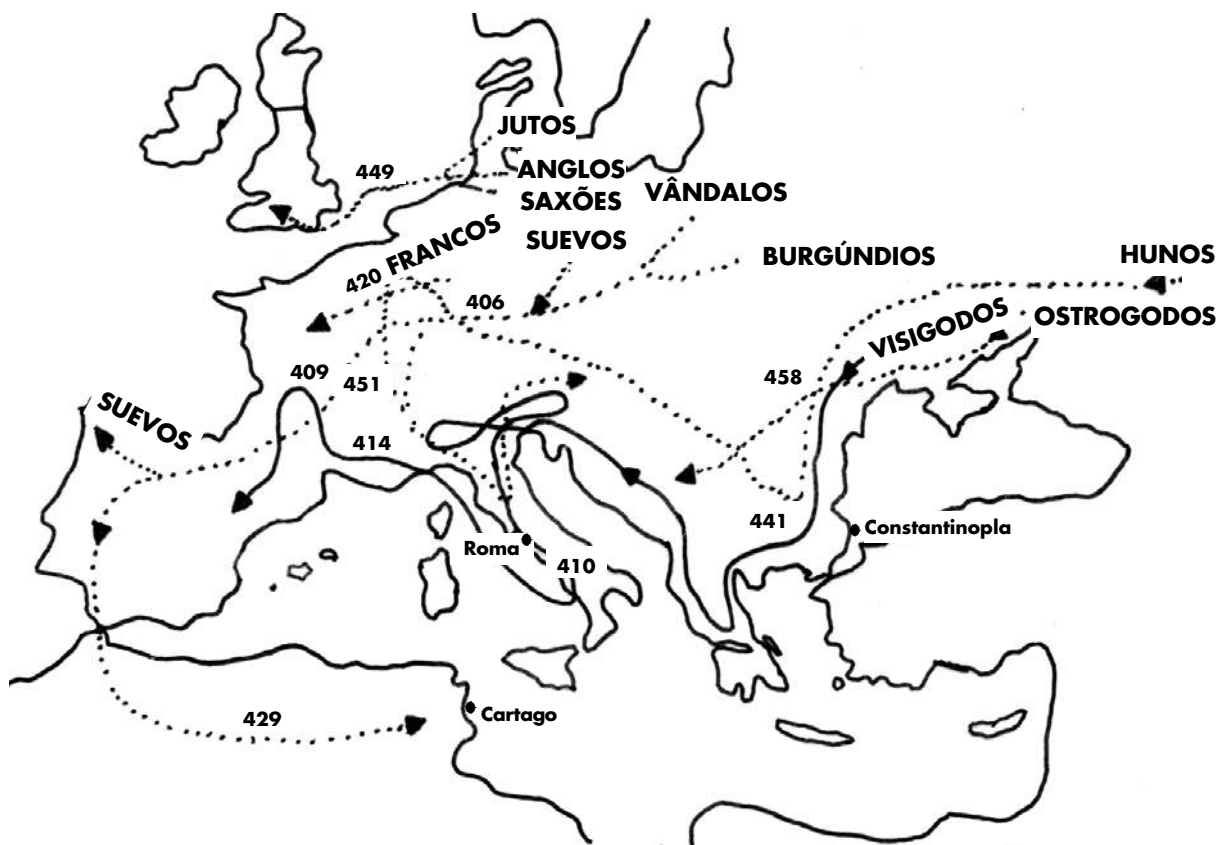 JUTOS
449
ANGLOS
SAXÕES
VÂNDALOS
SUEVOS
FRANCOS
420
BURGÚNDIOS
HUNOS
406
VISIGODOS
OSTROGODOS
409
451
458
SUEVOS
414
441
Constantinopla
Roma
410
429
Cartago